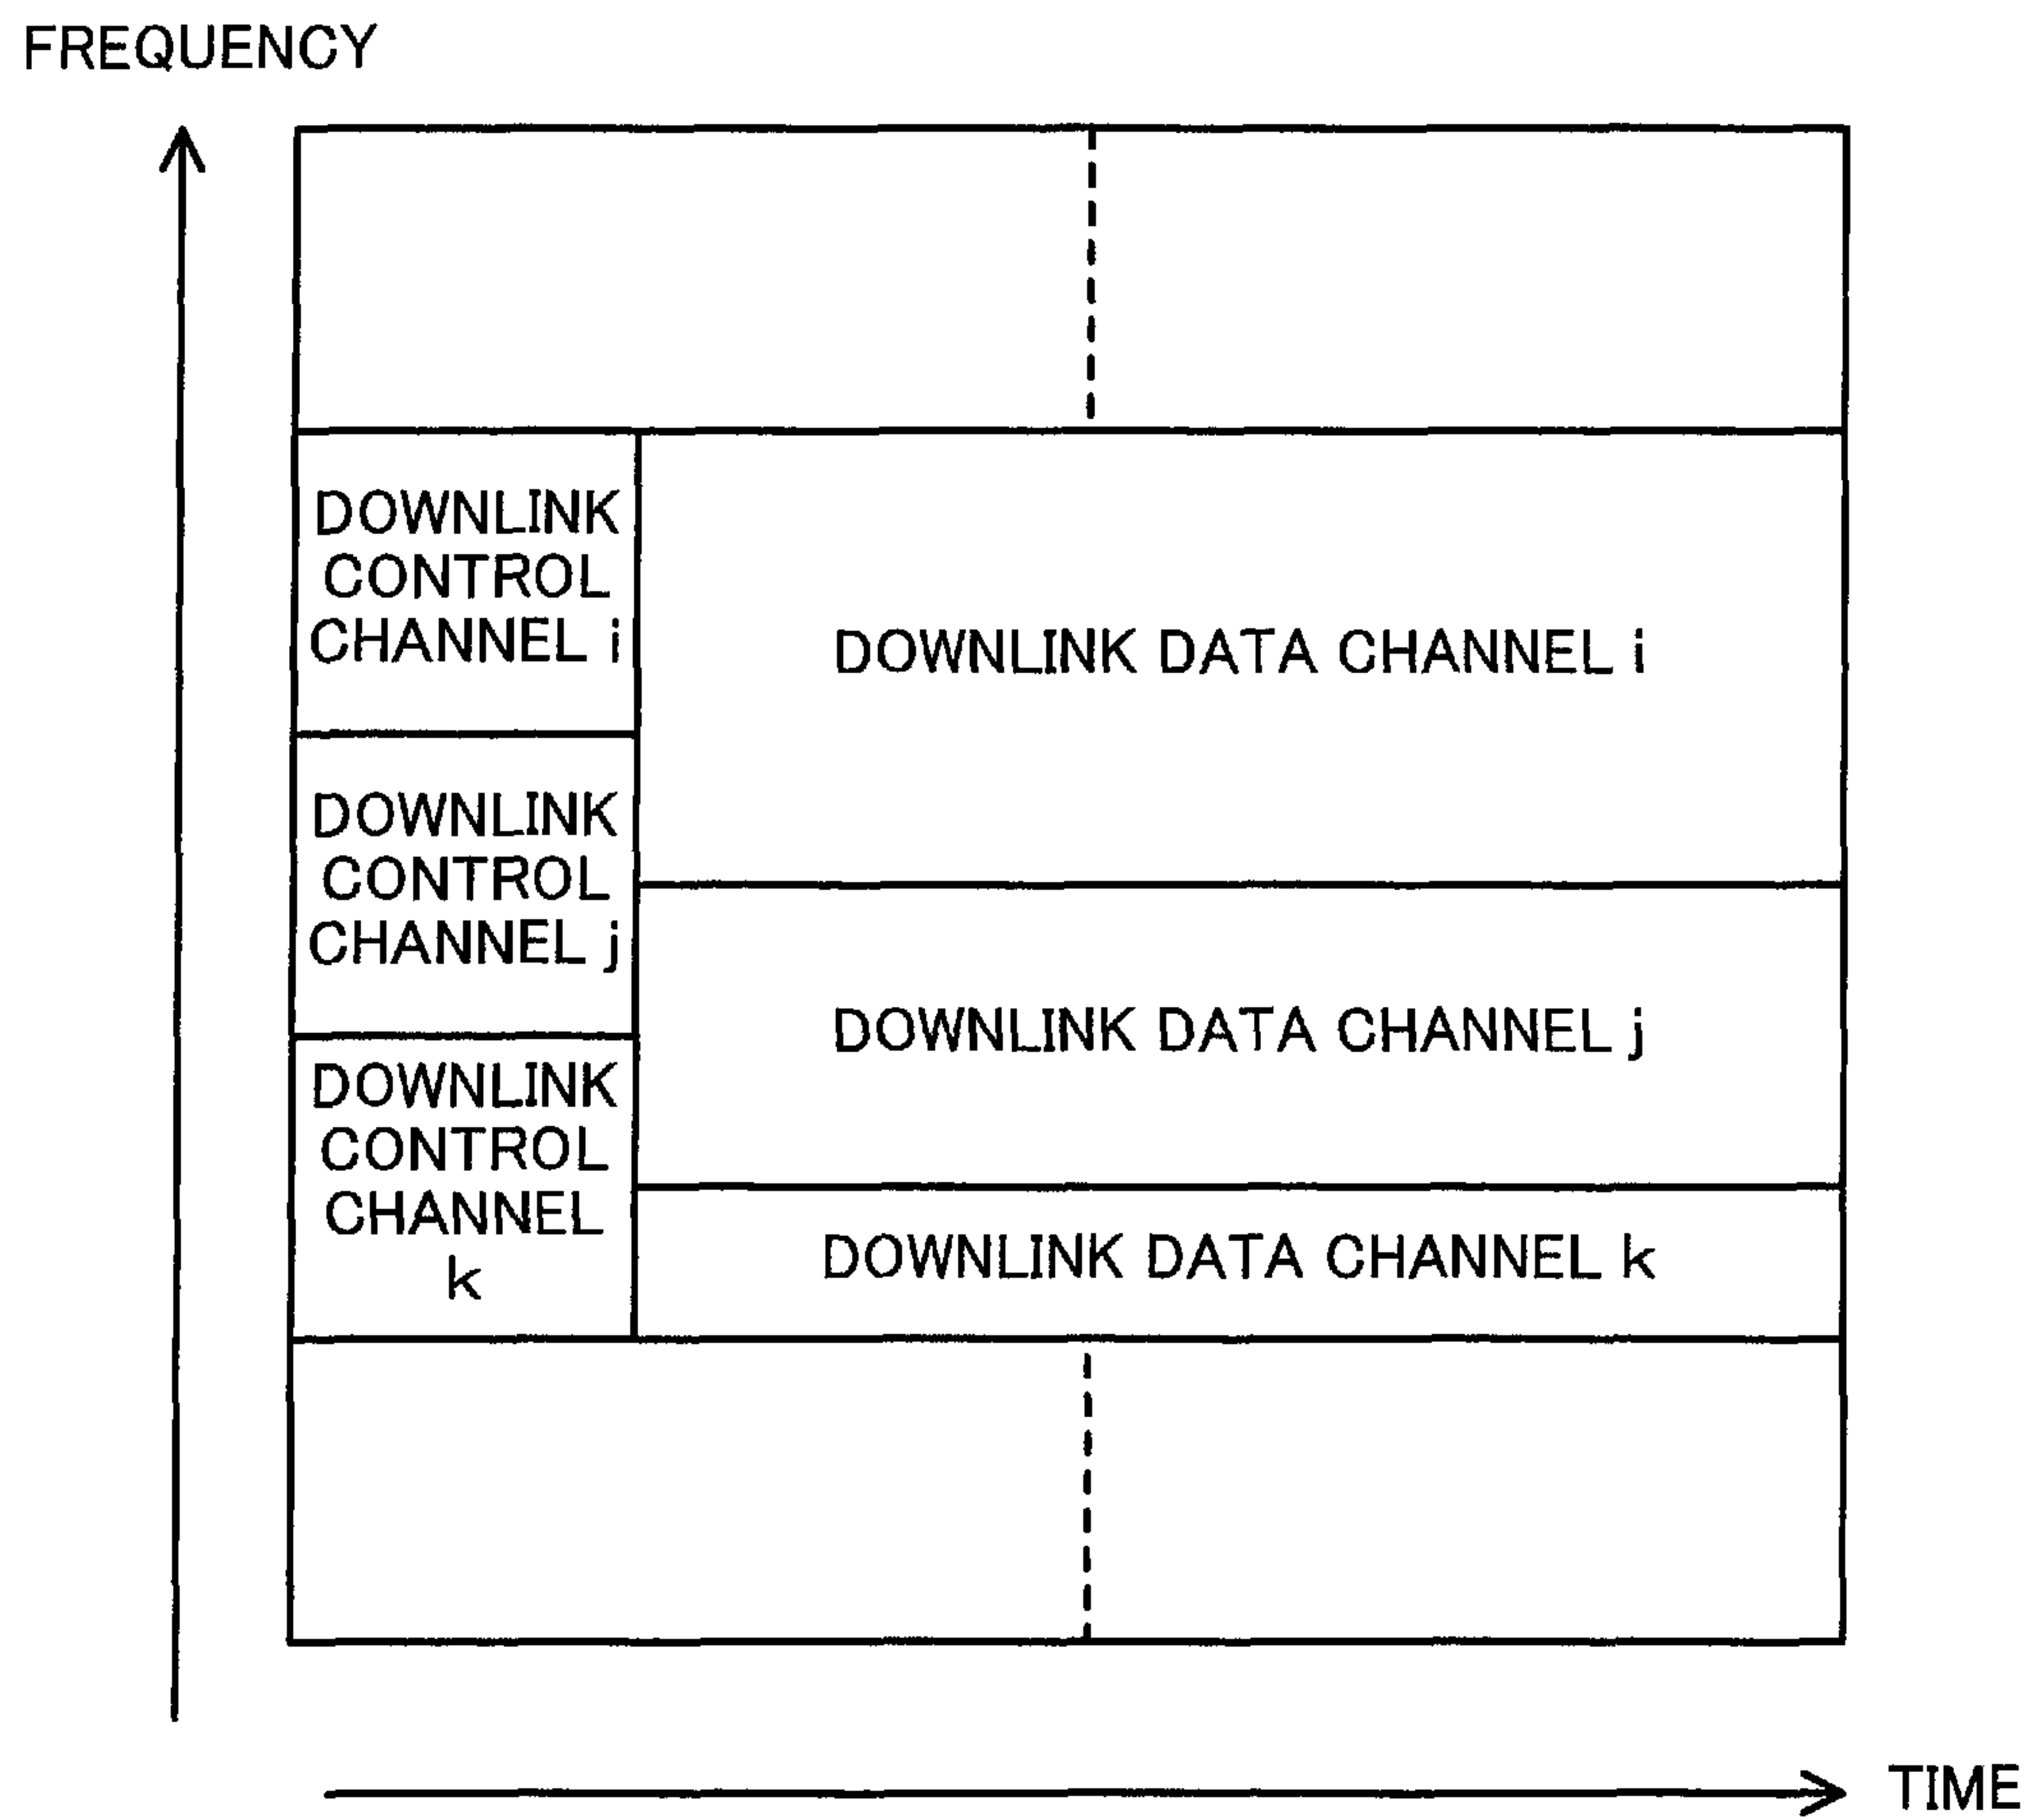 FREQUENCY
DOWNLINK
CONTROL
CHANNEL i
DOWNLINK DATA CHANNEL i
DOWNLINK
CONTROL
CHANNEL j
DOWNLINK DATA CHANNEL j
DOWNLINK
CONTROL
CHANNEL
k
DOWNLINK DATA CHANNEL k
TIME